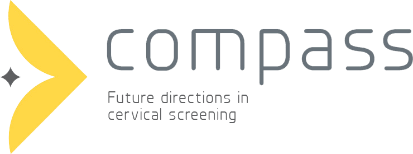 compass
Future directions in
cervical screening